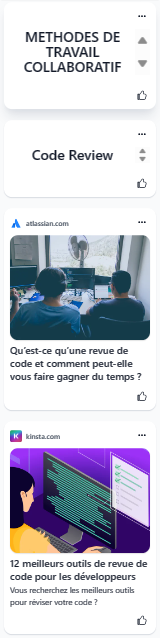 METHODES DE
TRAVAIL
COLLABORATIF
Code Review
atlassian.com
Qu'est-ce qu'une revue de
code et comment peut-elle
vous faire gagner du temps ?
K kinsta.com
12 meilleurs outils de revue de
code pour les développeurs
Vous recherchez les meilleurs outils
pour réviser votre code ?